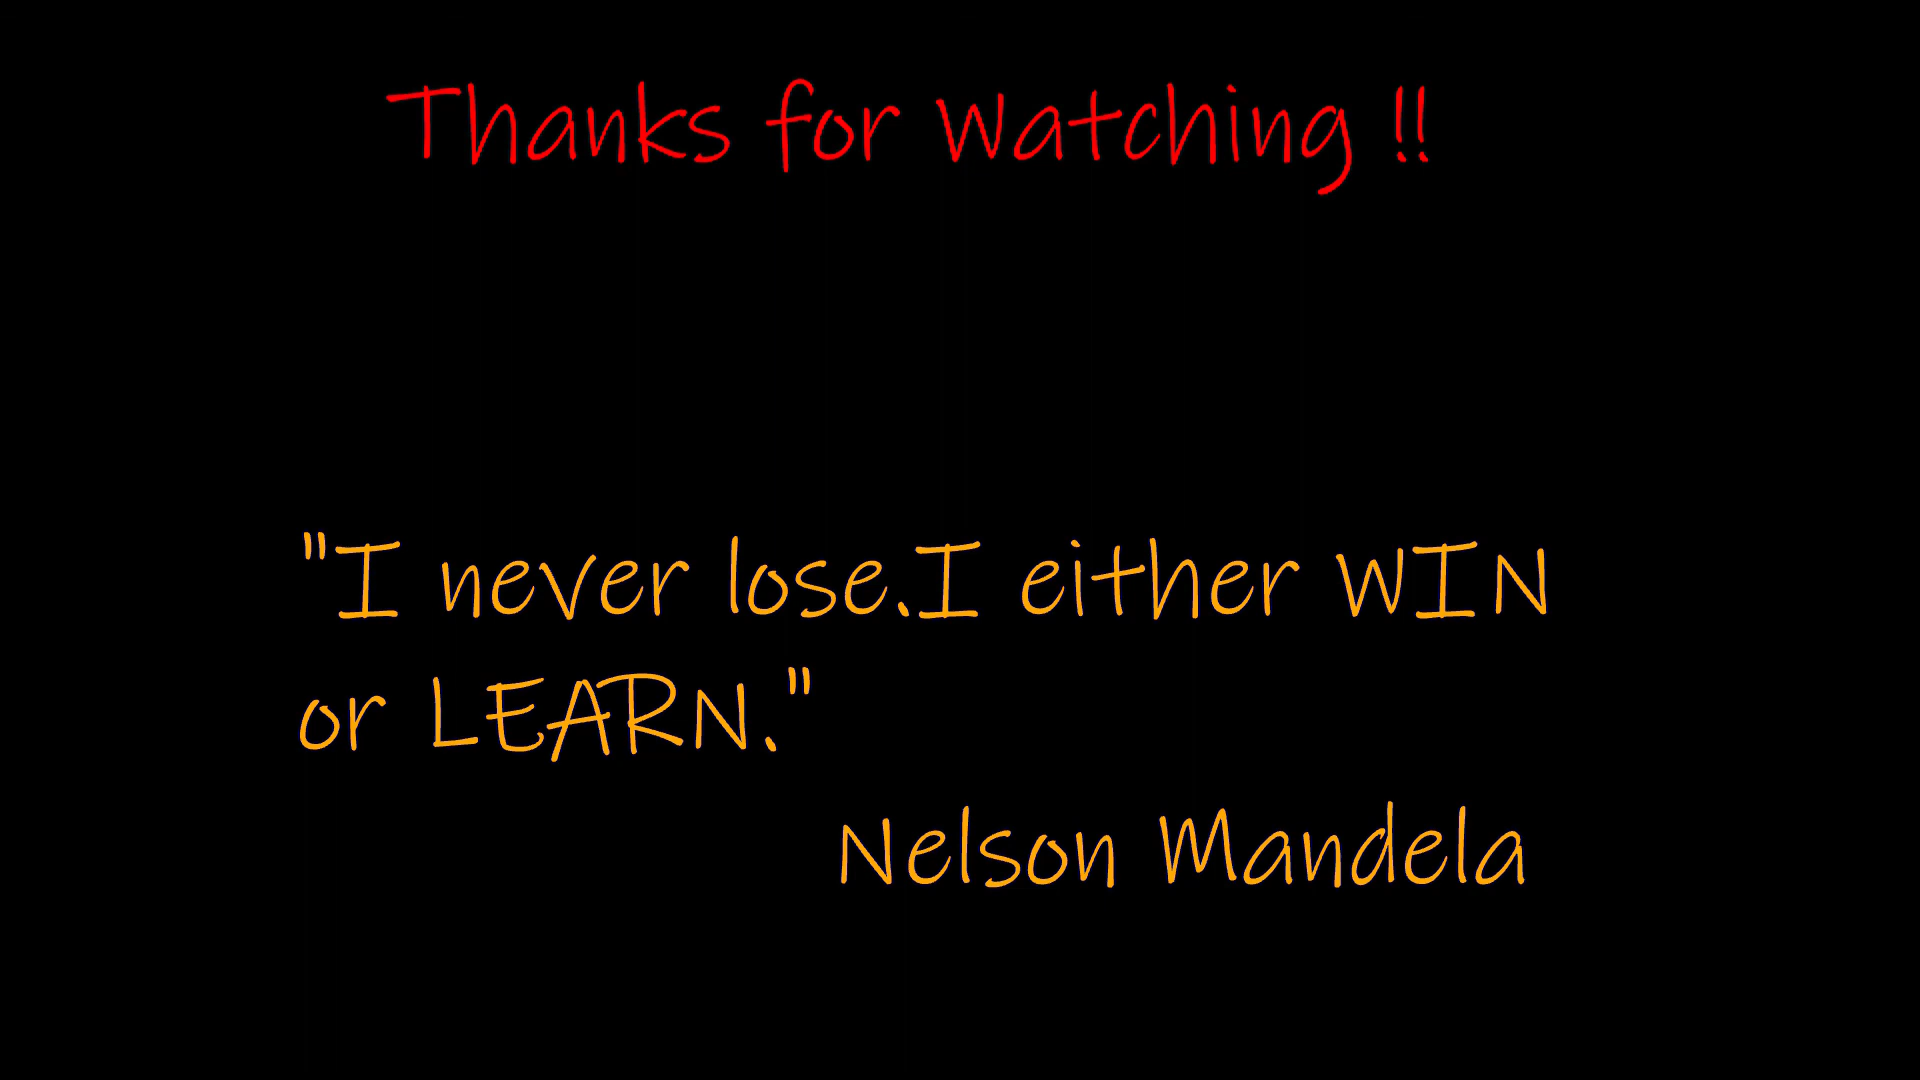 Thanks for Watching !!
"I never lose.I either WIN
or LEARN."
Nelson Mandela